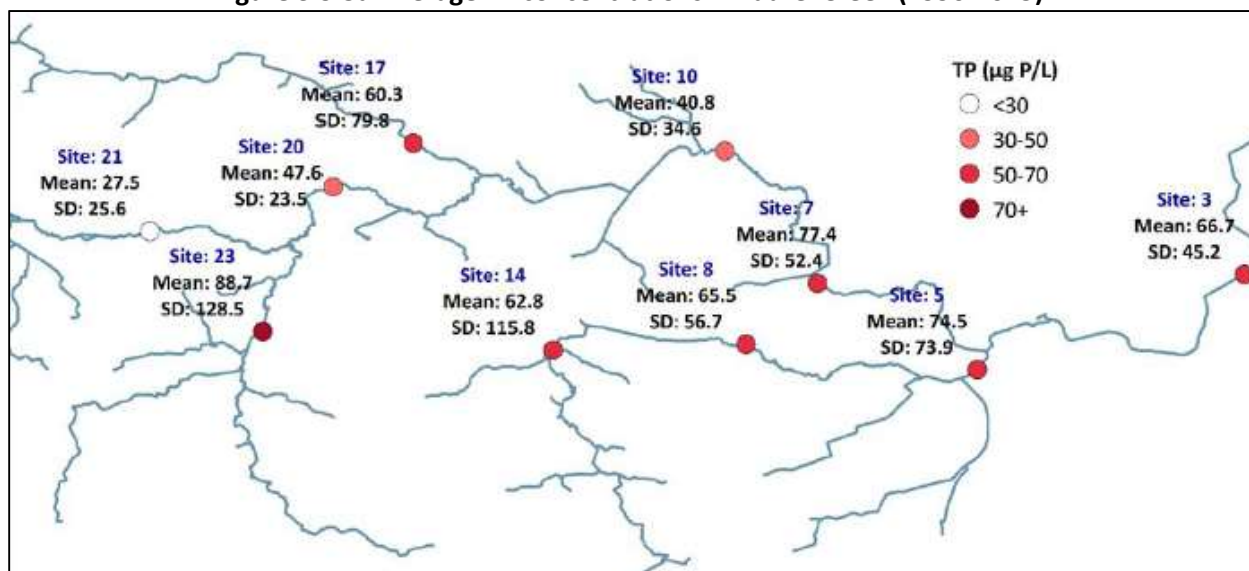 Site: 17
Mean: 60.3
SD: 79.8
Site: 10
Mean: 40.8
SD: 34.6
TP (µg P/L)
<30
30-50
50-70
70+
Site: 21
Mean: 27.5
SD: 25.6
Site: 20
Mean: 47.6
SD: 23.5
Site: 7
Mean: 77.4
SD: 52.4
Site: 3
Mean: 66.7
SD: 45.2
Site: 23
Mean: 88.7
SD: 128.5
Site: 14
Mean: 62.8
SD: 115.8
Site: 8
Mean: 65.5
SD: 56.7
Site: 5
Mean: 74.5
SD: 73.9